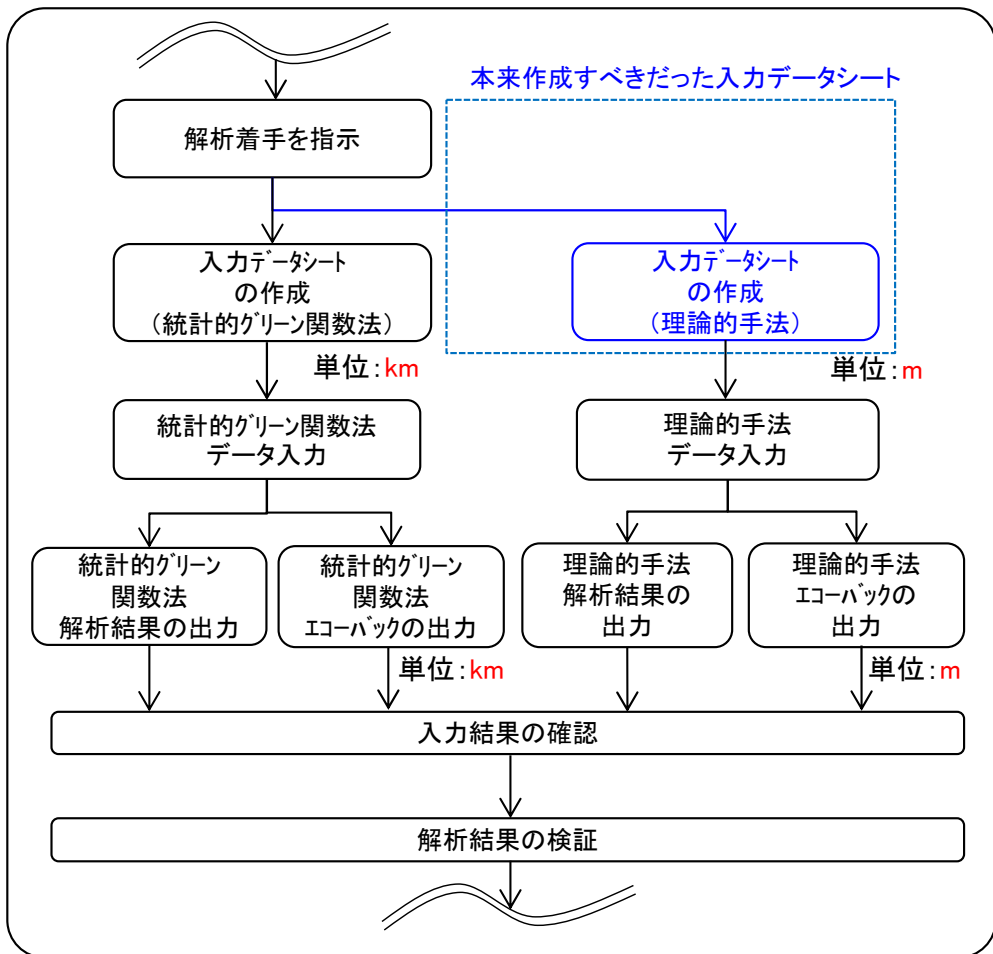 本来作成すべきだった入力データシート
解析着手を指示
入力ﾃﾞｰﾀｼｰﾄ
の作成
(統計的ｸﾞﾘｰﾝ関数法)
入力ﾃﾞｰﾀｼｰﾄ
の作成
(理論的手法)
単位:km
単位:m
統計的ｸﾞﾘｰﾝ関数法
データ入力
理論的手法
データ入力
統計的ｸﾞﾘｰﾝ
関数法
解析結果の出力
統計的ｸﾞﾘｰﾝ
関数法
ｴｺｰﾊﾞｯｸの出力
理論的手法
解析結果の
出力
理論的手法
ｴｺｰﾊﾞｯｸの
出力
単位:km
単位:m
入力結果の確認
解析結果の検証